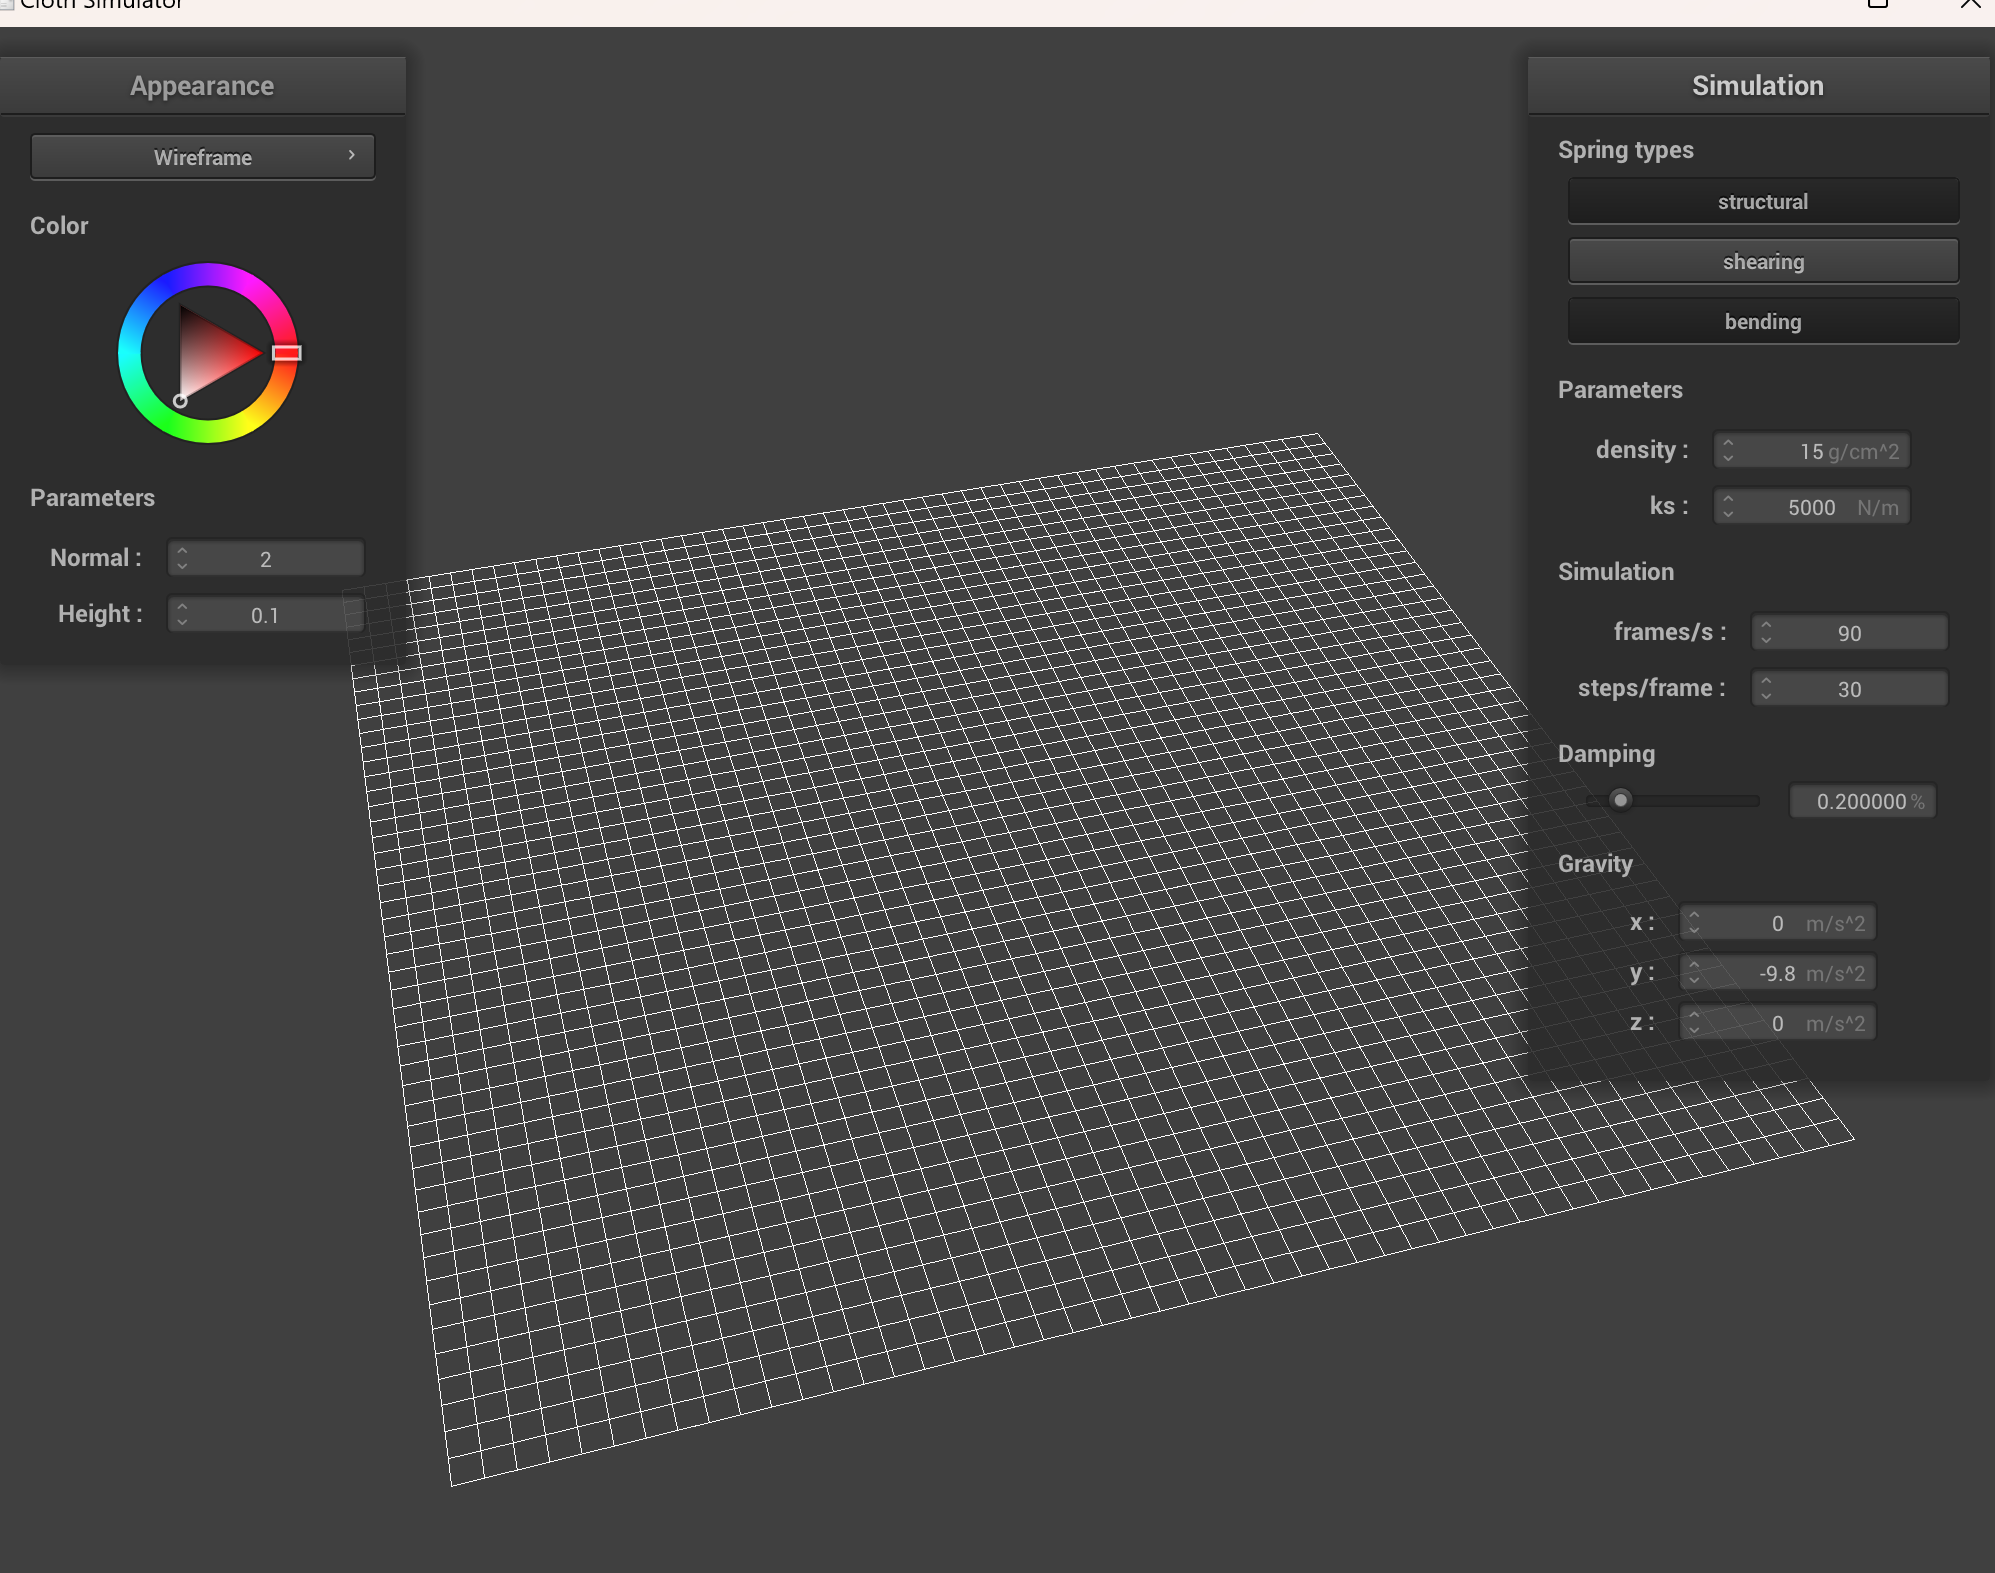 Cloth Simulator
Appearance
Wireframe
Color
Parameters
Normal : 2
Height : 0.1
Simulation
Spring types
structural
shearing
bending
Parameters
density : 15 g/cm^2
ks : 5000 N/m
Simulation
frames/s : 90
steps/frame : 30
Damping
0.200000 %
Gravity
x : 0 m/s^2
y : -9.8 m/s^2
z : 0 m/s^2